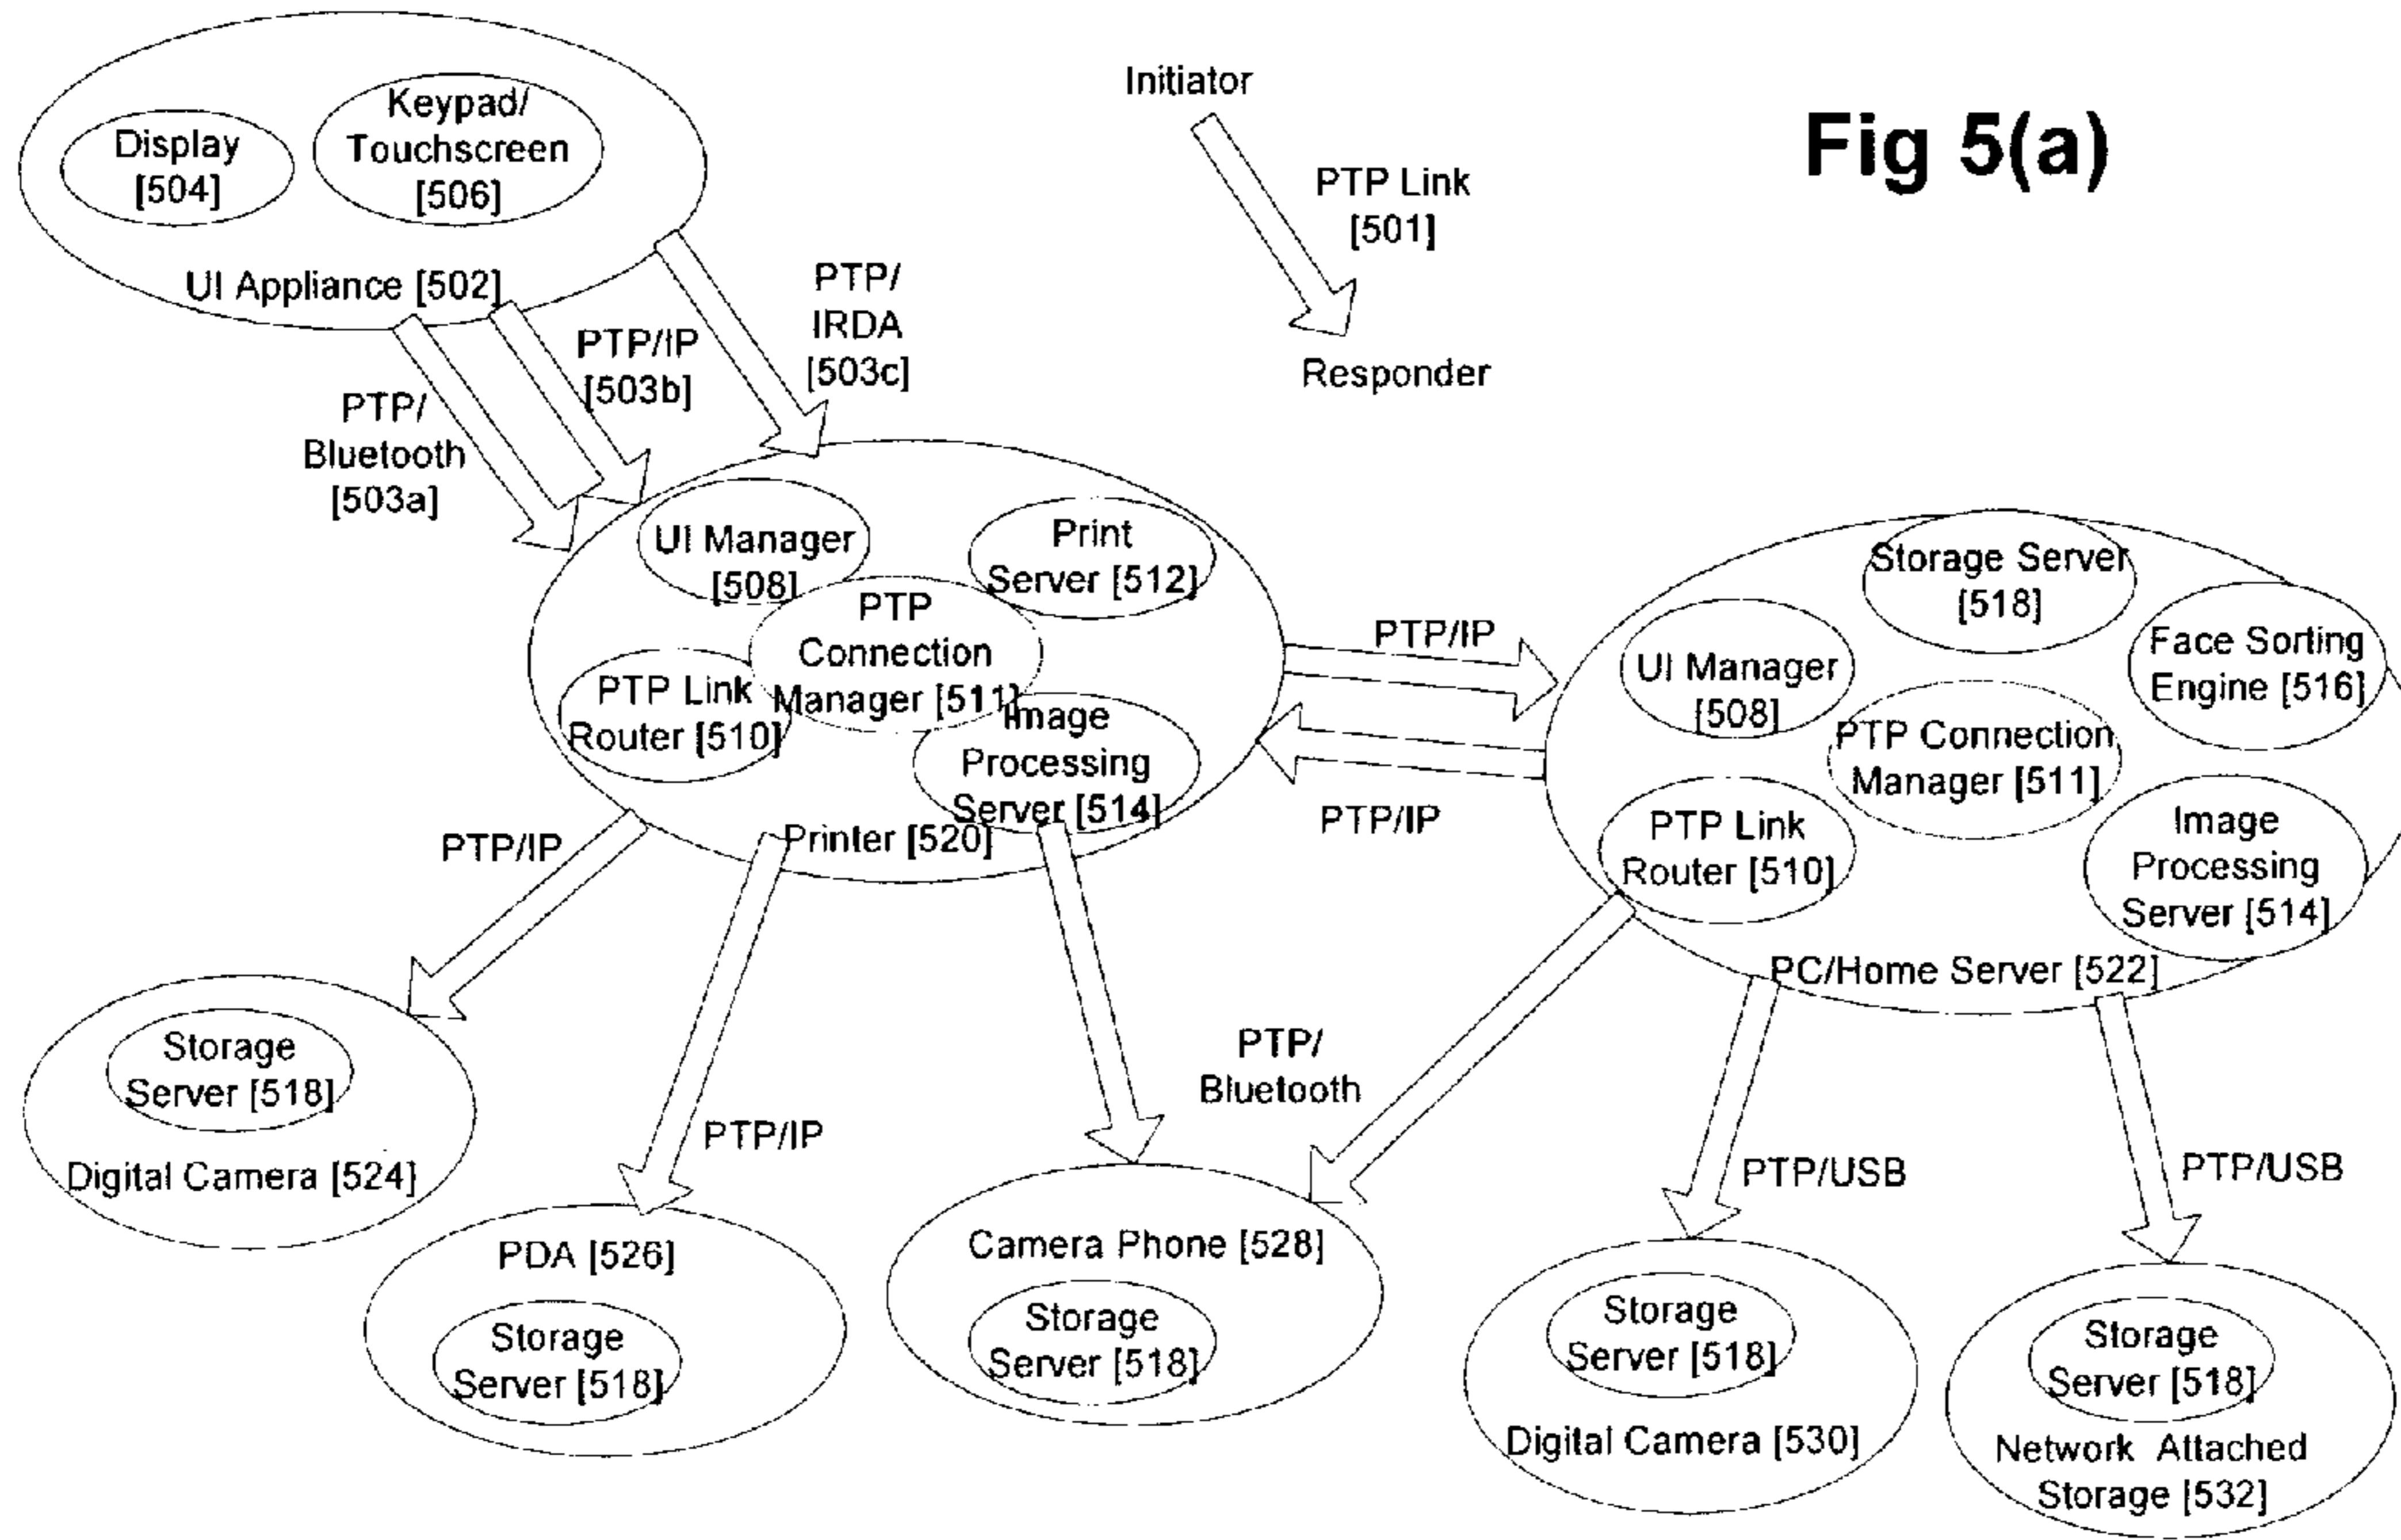 Fig 5(a)
Initiator
PTP Link
[501]
Responder
Display
[504]
Keypad/
Touchscreen
[506]
UI Appliance [502]
PTP/
Bluetooth
[503a]
PTP/IP
[503b]
PTP/
IRDA
[503c]
UI Manager
[508]
Print
Server [512]
PTP
Connection
Manager [511]
PTP Link
Router [510]
Image
Processing
Server [514]
Printer [520]
PTP/IP
PTP/IP
Storage Server
[518]
UI Manager
[508]
Face Sorting
Engine [516]
PTP Connection
Manager [511]
PTP Link
Router [510]
Image
Processing
Server [514]
PC/Home Server [522]
PTP/IP
PTP/IP
PTP/
Bluetooth
PTP/USB
PTP/USB
Storage
Server [518]
Digital Camera [524]
PDA [526]
Storage
Server [518]
Camera Phone [528]
Storage
Server [518]
Storage
Server [518]
Digital Camera [530]
Storage
Server [518]
Network Attached
Storage [532]